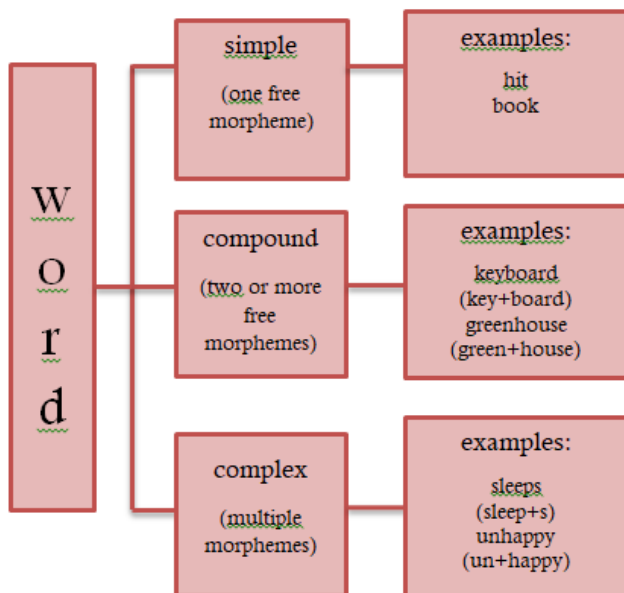 W
o
r
d
simple
(one free
morpheme)
examples:
hit
book
compound
(two or more
free
morphemes)
examples:
keyboard
(key+board)
greenhouse
(green+house)
complex
(multiple
morphemes)
examples:
sleeps
(sleep+s)
unhappy
(un+happy)